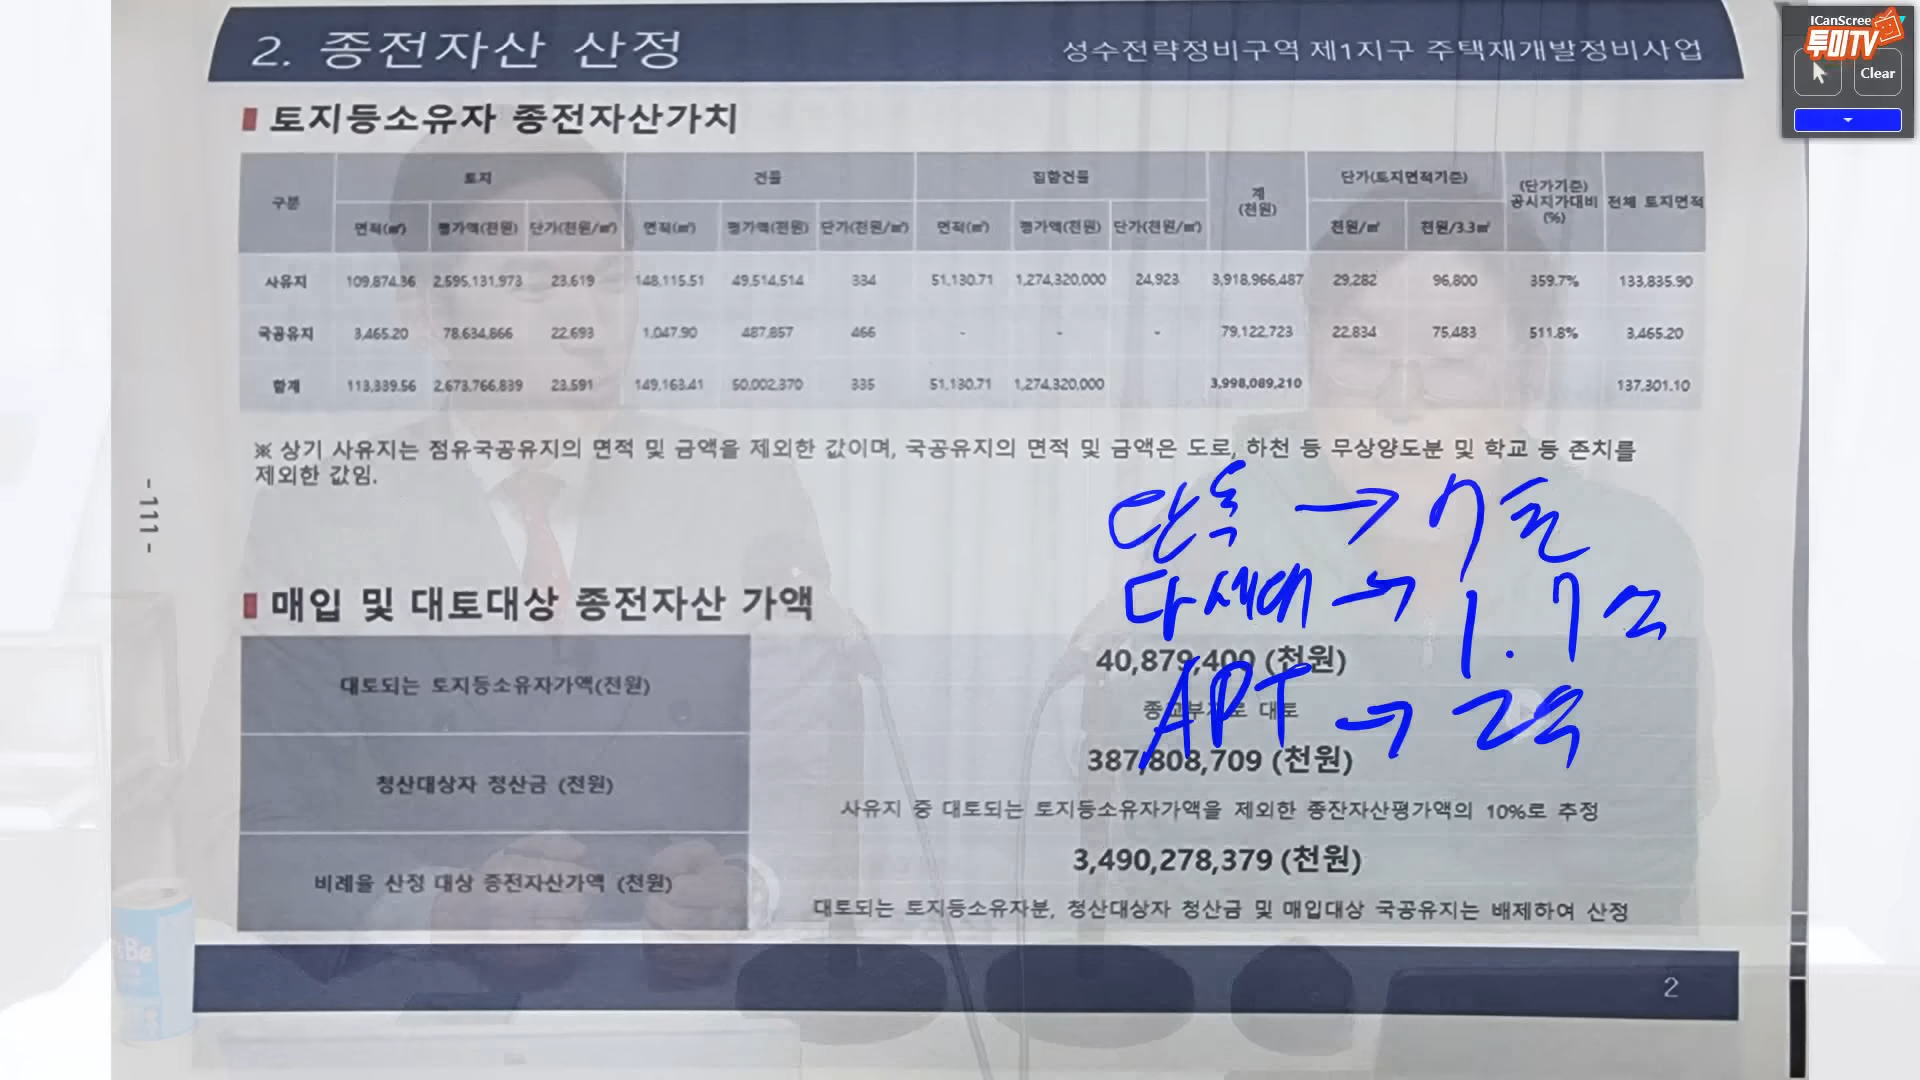 ICanScree
투미TV
Clear
2. 종전자산 산정
성수전략정비구역 제1지구 주택재개발정비사업
토지등소유자 종전자산가치
구분 토지 건물 집합건물 계 (천원) 단가(토지면적기준) (단가기준) 공시지가대비 (%) 전체 토지면적
면적(㎡) 평가액(천원) 단가(천원/㎡) 면적(㎡) 평가액(천원) 단가(천원/㎡) 면적(㎡) 평가액(천원) 단가(천원/㎡) 천원/㎡ 천원/3.3㎡
사유지 109,874.36 2,595,131,973 23,619 148,115.51 49,514,514 334 51,130.71 1,274,320,000 24,923 3,918,966,487 29,282 96,800 359.7% 133,835.90
국공유지 3,465.20 78,634,866 22,693 1,047.90 487,857 466 - - - 79,122,723 22,834 75,483 511.8% 3,465.20
합계 113,339.56 2,673,766,839 23,591 149,163.41 50,002,370 335 51,130.71 1,274,320,000 3,998,089,210 137,301.10
※ 상기 사유지는 점유국공유지의 면적 및 금액을 제외한 값이며, 국공유지의 면적 및 금액은 도로, 하천 등 무상양도분 및 학교 등 존치를
제외한 값임.
- 111 -
단독 →
다세대 → 1.7
APT → 2억
매입 및 대토대상 종전자산 가액
대토되는 토지등소유자가액(천원)
40,879,400 (천원)
종교부지로 대토
청산대상자 청산금 (천원)
387,808,709 (천원)
사유지 중 대토되는 토지등소유자가액을 제외한 종잔자산평가액의 10%로 추정
비례율 산정 대상 종전자산가액 (천원)
3,490,278,379 (천원)
대토되는 토지등소유자분, 청산대상자 청산금 및 매입대상 국공유지는 배제하여 산정
2